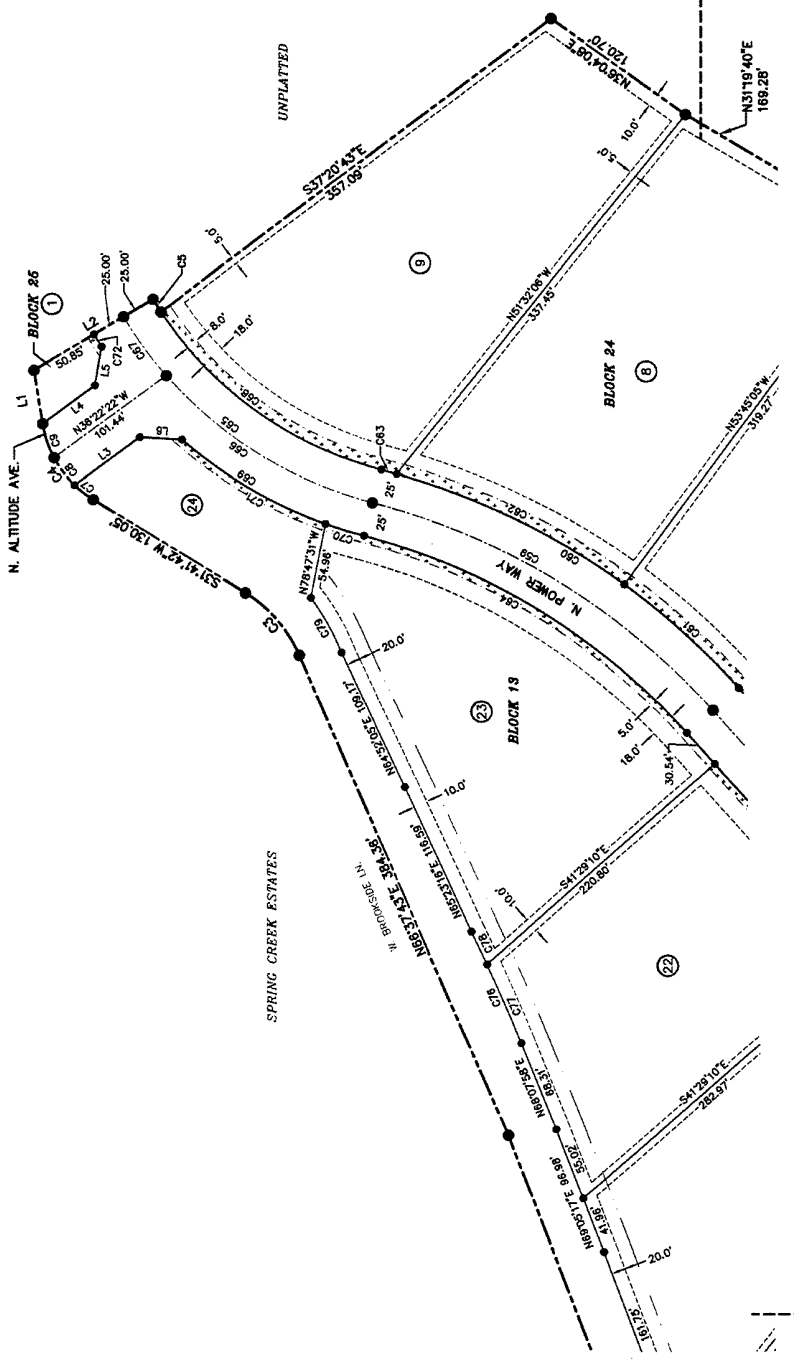 UNPLATTED
N36°04'08"E
120.70'
N31°19'40"E
169.28'
10.0'
5.0'
S37°20'43"E
357.09'
5.0'
9
N51°32'06"W
337.45'
BLOCK 24
8
N53°45'05"W
319.27'
BLOCK 25
1
25.00'
25.00'
C5
L2
50.85'
C72
L1
L5
L4
C67
N. ALTITUDE AVE.
C9
C4
C8
C7
N38°22'22"W
101.44'
8.0'
18.0'
C68
C65
C66
L3
L6
C69
C71
24
C63
25'
25'
C70
C62
C59
C60
C61
C64
N. POWER WAY
S31°41'42"W 130.05'
C3
N78°47'31"W
54.96'
C79
20.0'
N64°52'05"E 109.17'
23
BLOCK 13
5.0'
18.0'
30.54'
10.0'
N65°23'16"E 116.59'
W. BROOKSIDE LN.
N66°37'43"E 384.36'
S41°29'10"E
220.80'
10.0'
C78
C76
C77
22
SPRING CREEK ESTATES
N68°07'58"E
68.31'
S41°29'10"E
282.97'
55.02'
N69°05'17"E 96.98'
41.96'
20.0'
161.75'